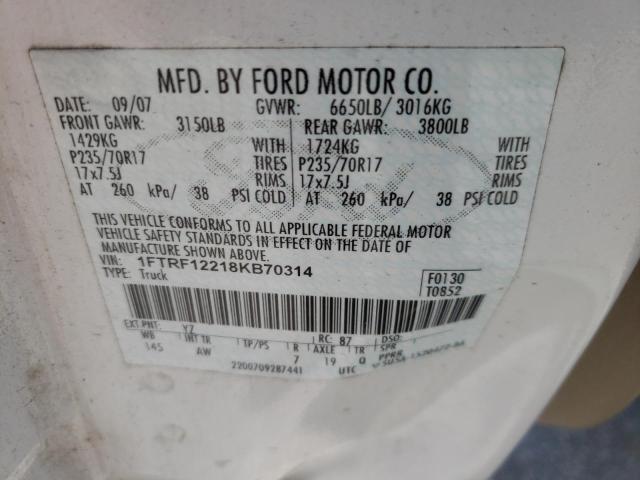 MFD. BY FORD MOTOR CO.
DATE: 09/07 GVWR: 6650LB/ 3016KG
FRONT GAWR: 3150LB REAR GAWR: 3800LB
1429KG WITH 1724KG WITH
P235/70R17 TIRES P235/70R17 TIRES
17x7.5J RIMS 17x7.5J RIMS
AT 260 kPa/ 38 PSI COLD AT 260 kPa/ 38 PSI COLD
THIS VEHICLE CONFORMS TO ALL APPLICABLE FEDERAL MOTOR
VEHICLE SAFETY STANDARDS IN EFFECT ON THE DATE OF
MANUFACTURE SHOWN ABOVE.
VIN: 1FTRF12218KB70314 F0130
TYPE: Truck T0852
EXT PNT: YZ RC: 87 DSO:
WB INT TR TP/PS R AXLE TR SPR
145 AW 7 19 Q PPRR
2200709287441 UTC